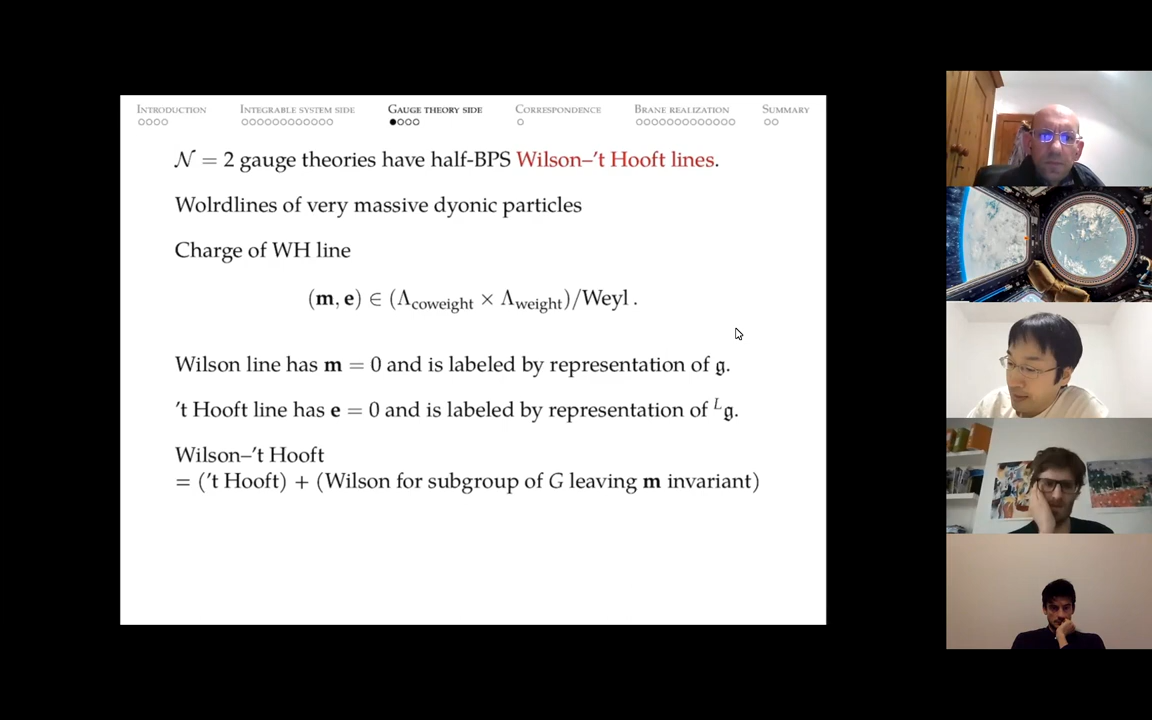 INTRODUCTION INTEGRABLE SYSTEM SIDE GAUGE THEORY SIDE CORRESPONDENCE BRANE REALIZATION SUMMARY
𝒩 = 2 gauge theories have half-BPS Wilson–'t Hooft lines.
Wolrdlines of very massive dyonic particles
Charge of WH line
(m, e) ∈ (Λ_coweight × Λ_weight)/Weyl .
Wilson line has m = 0 and is labeled by representation of 𝔤.
't Hooft line has e = 0 and is labeled by representation of ^L𝔤.
Wilson–'t Hooft
= ('t Hooft) + (Wilson for subgroup of G leaving m invariant)